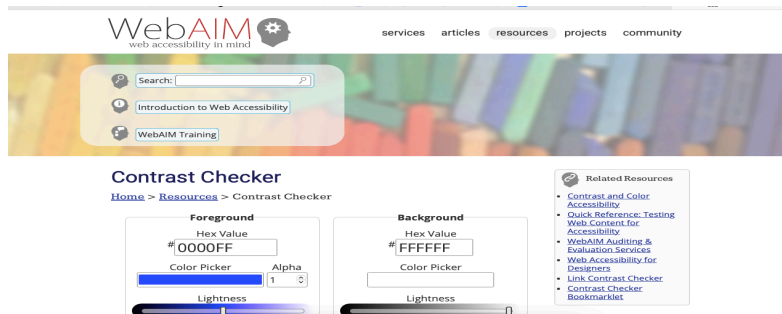 WebAIM
web accessibility in mind
services articles resources projects community
Search:
Introduction to Web Accessibility
WebAIM Training
Contrast Checker
Home > Resources > Contrast Checker
Foreground
Hex Value
#0000FF
Color Picker Alpha
1
Lightness
Background
Hex Value
#FFFFFF
Color Picker
Lightness
Related Resources
Contrast and Color
Accessibility
Quick Reference: Testing
Web Content for
Accessibility
WebAIM Auditing &
Evaluation Services
Web Accessibility for
Designers
Link Contrast Checker
Contrast Checker
Bookmarklet